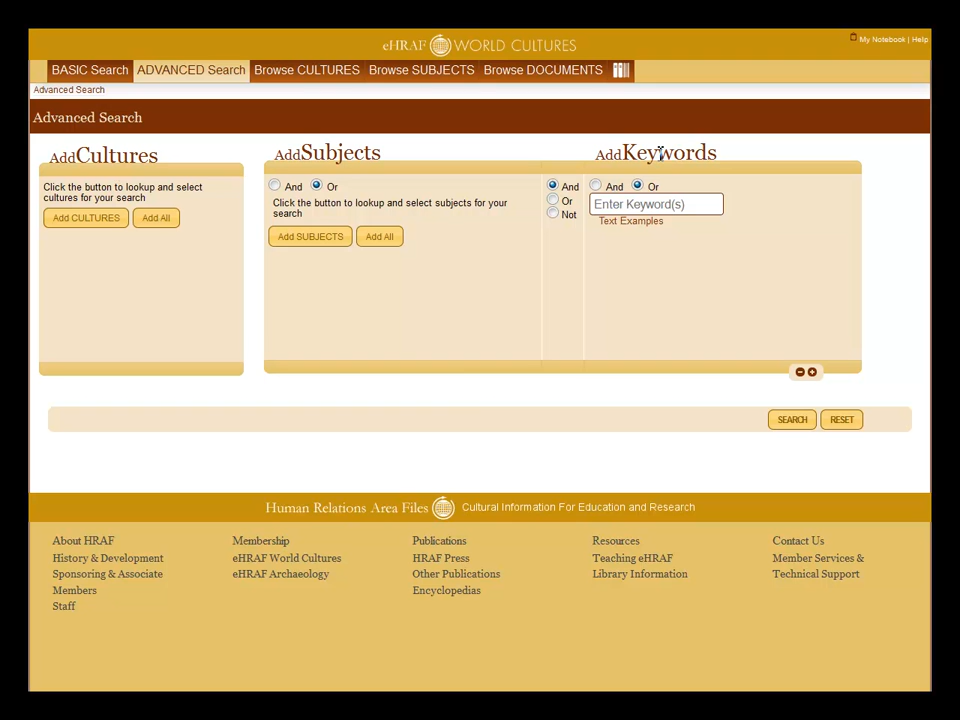 eHRAF WORLD CULTURES
My Notebook | Help
BASIC Search ADVANCED Search Browse CULTURES Browse SUBJECTS Browse DOCUMENTS
Advanced Search
Advanced Search
AddCultures
Click the button to lookup and select
cultures for your search
Add CULTURES Add All
AddSubjects
And Or
Click the button to lookup and select subjects for your
search
Add SUBJECTS Add All
And
Or
Not
AddKeywords
And Or
Enter Keyword(s)
Text Examples
SEARCH RESET
Human Relations Area Files Cultural Information For Education and Research
About HRAF
History & Development
Sponsoring & Associate
Members
Staff
Membership
eHRAF World Cultures
eHRAF Archaeology
Publications
HRAF Press
Other Publications
Encyclopedias
Resources
Teaching eHRAF
Library Information
Contact Us
Member Services &
Technical Support